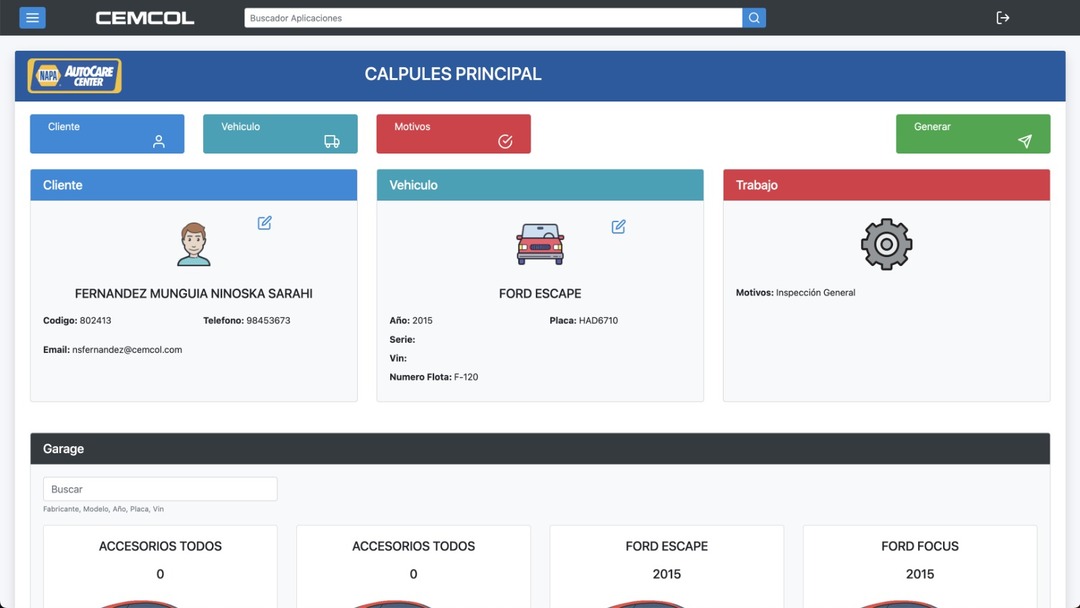 CEMCOL
Buscador Aplicaciones
NAPA AUTOCARE CENTER
CALPULES PRINCIPAL
Cliente
Vehiculo
Motivos
Generar
Cliente
Vehiculo
Trabajo
FERNANDEZ MUNGUIA NINOSKA SARAHI
Codigo: 802413
Telefono: 98453673
Email: nsfernandez@cemcol.com
FORD ESCAPE
Año: 2015
Placa: HAD6710
Serie:
Vin:
Numero Flota: F-120
Motivos: Inspección General
Garage
Buscar
Fabricante, Modelo, Año, Placa, Vin
ACCESORIOS TODOS
0
ACCESORIOS TODOS
0
FORD ESCAPE
2015
FORD FOCUS
2015